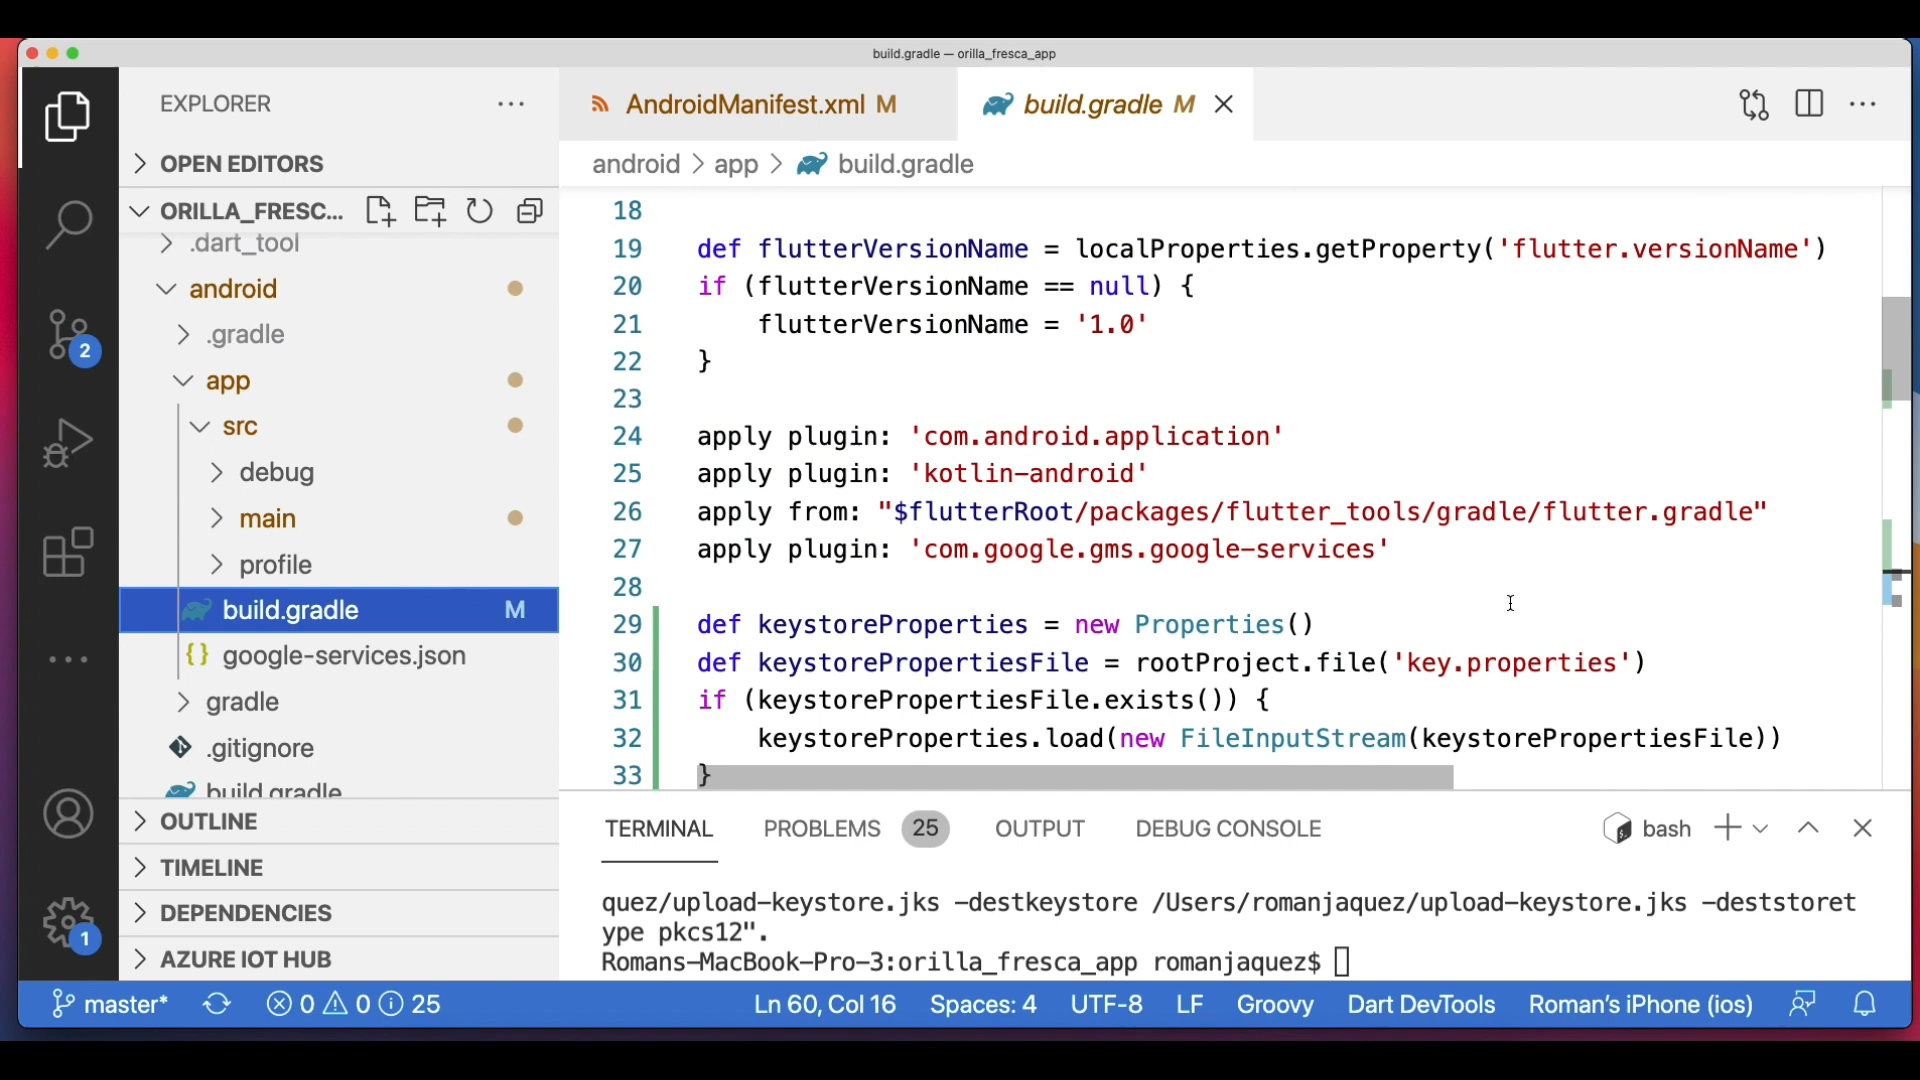 build.gradle — orilla_fresca_app
EXPLORER
OPEN EDITORS
ORILLA_FRESC...
.dart_tool
android
.gradle
app
src
debug
main
profile
build.gradle M
google-services.json
gradle
.gitignore
build.gradle
OUTLINE
TIMELINE
DEPENDENCIES
AZURE IOT HUB
2
1
AndroidManifest.xml M
build.gradle M
android > app > build.gradle
18
19 def flutterVersionName = localProperties.getProperty('flutter.versionName')
20 if (flutterVersionName == null) {
21 flutterVersionName = '1.0'
22 }
23
24 apply plugin: 'com.android.application'
25 apply plugin: 'kotlin-android'
26 apply from: "$flutterRoot/packages/flutter_tools/gradle/flutter.gradle"
27 apply plugin: 'com.google.gms.google-services'
28
29 def keystoreProperties = new Properties()
30 def keystorePropertiesFile = rootProject.file('key.properties')
31 if (keystorePropertiesFile.exists()) {
32 keystoreProperties.load(new FileInputStream(keystorePropertiesFile))
33 }
TERMINAL PROBLEMS 25 OUTPUT DEBUG CONSOLE bash
quez/upload-keystore.jks -destkeystore /Users/romanjaquez/upload-keystore.jks -deststoret
ype pkcs12".
Romans-MacBook-Pro-3:orilla_fresca_app romanjaquez$
master* 0 0 25 Ln 60, Col 16 Spaces: 4 UTF-8 LF Groovy Dart DevTools Roman's iPhone (ios)